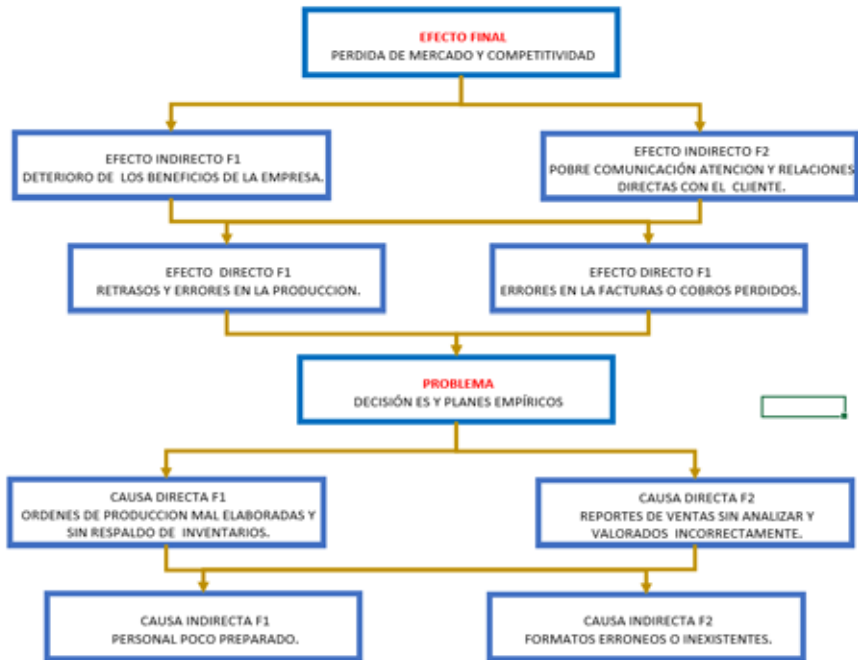 EFECTO FINAL
PERDIDA DE MERCADO Y COMPETITIVIDAD
EFECTO INDIRECTO F1
DETERIORO DE LOS BENEFICIOS DE LA EMPRESA.
EFECTO INDIRECTO F2
POBRE COMUNICACIÓN ATENCION Y RELACIONES
DIRECTAS CON EL CLIENTE.
EFECTO DIRECTO F1
RETRASOS Y ERRORES EN LA PRODUCCION.
EFECTO DIRECTO F1
ERRORES EN LA FACTURAS O COBROS PERDIDOS.
PROBLEMA
DECISIÓN ES Y PLANES EMPÍRICOS
CAUSA DIRECTA F1
ORDENES DE PRODUCCION MAL ELABORADAS Y
SIN RESPALDO DE INVENTARIOS.
CAUSA DIRECTA F2
REPORTES DE VENTAS SIN ANALIZAR Y
VALORADOS INCORRECTAMENTE.
CAUSA INDIRECTA F1
PERSONAL POCO PREPARADO.
CAUSA INDIRECTA F2
FORMATOS ERRONEOS O INEXISTENTES.